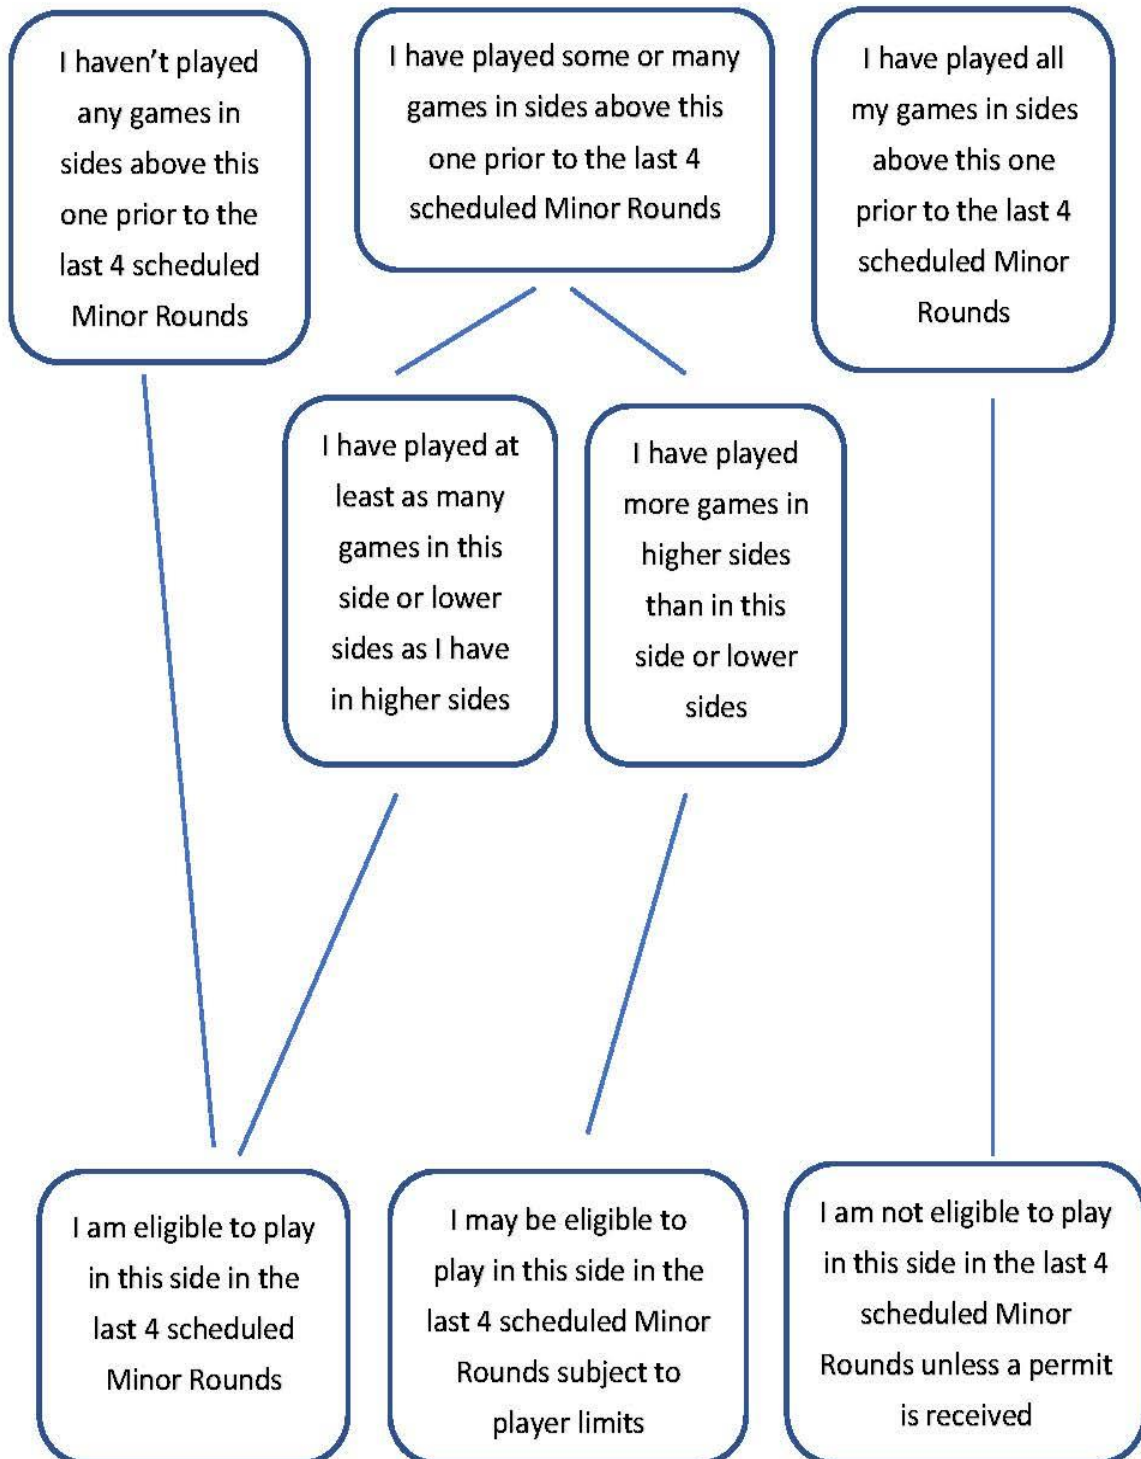 I haven't played
any games in
sides above this
one prior to the
last 4 scheduled
Minor Rounds
I have played some or many
games in sides above this
one prior to the last 4
scheduled Minor Rounds
I have played all
my games in sides
above this one
prior to the last 4
scheduled Minor
Rounds
I have played at
least as many
games in this
side or lower
sides as I have
in higher sides
I have played
more games in
higher sides
than in this
side or lower
sides
I am eligible to play
in this side in the
last 4 scheduled
Minor Rounds
I may be eligible to
play in this side in the
last 4 scheduled Minor
Rounds subject to
player limits
I am not eligible to play
in this side in the last 4
scheduled Minor
Rounds unless a permit
is received